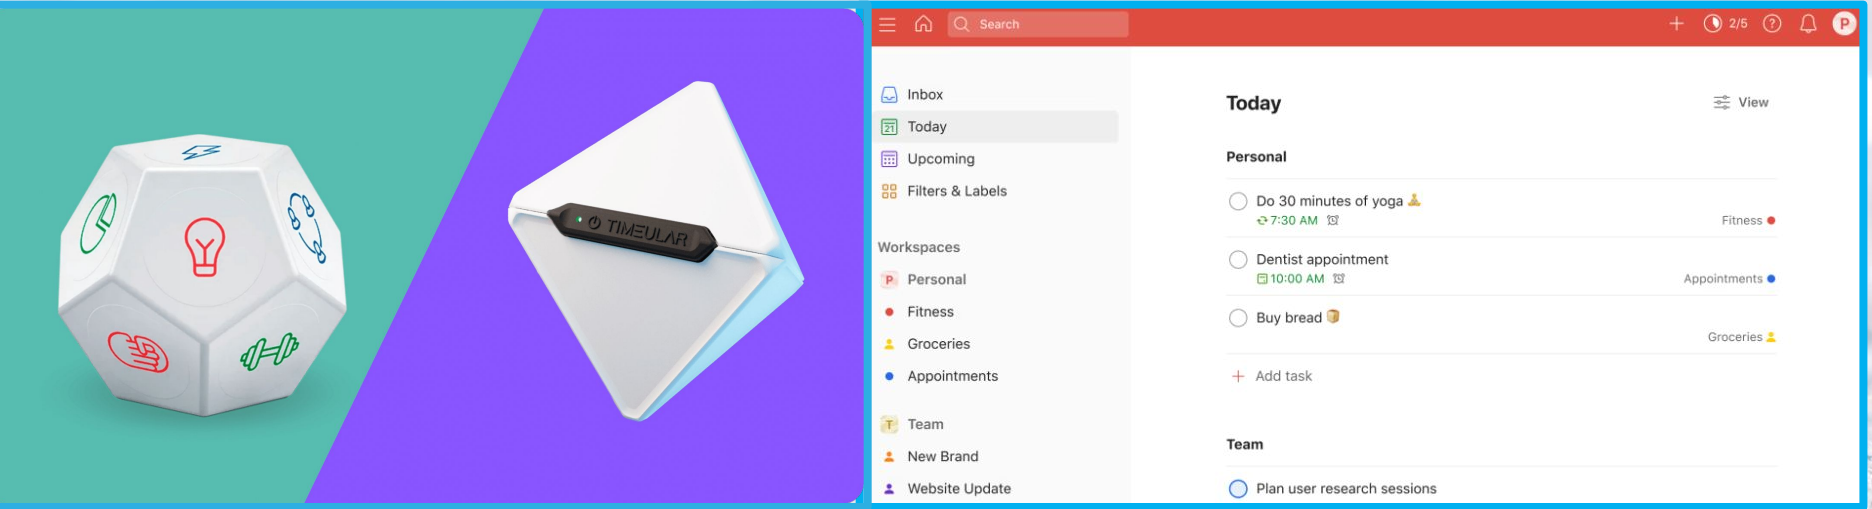 TIMEULAR
Search
2/5
?
P
Inbox
21
Today
Upcoming
Filters & Labels
Workspaces
P
Personal
Fitness
Groceries
Appointments
T
Team
New Brand
Website Update
Today
View
Personal
Do 30 minutes of yoga
7:30 AM
Fitness
Dentist appointment
10:00 AM
Appointments
Buy bread
Groceries
+ Add task
Team
Plan user research sessions